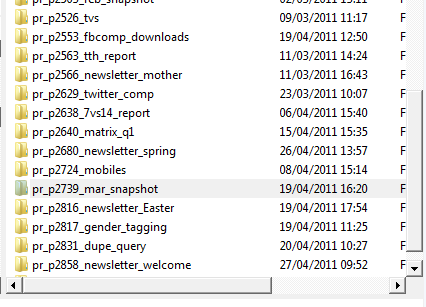 pr_p2526_tvs 09/03/2011 11:17 F
pr_p2553_fbcomp_downloads 19/04/2011 12:50 F
pr_p2563_tth_report 11/03/2011 14:24 F
pr_p2566_newsletter_mother 11/03/2011 16:43 F
pr_p2629_twitter_comp 23/03/2011 10:07 F
pr_p2638_7vs14_report 06/04/2011 15:40 F
pr_p2640_matrix_q1 15/04/2011 15:35 F
pr_p2680_newsletter_spring 26/04/2011 13:57 F
pr_p2724_mobiles 08/04/2011 15:14 F
pr_p2739_mar_snapshot 19/04/2011 16:20 F
pr_p2816_newsletter_Easter 19/04/2011 17:54 F
pr_p2817_gender_tagging 19/04/2011 11:25 F
pr_p2831_dupe_query 20/04/2011 10:27 F
pr_p2858_newsletter_welcome 27/04/2011 09:52 F